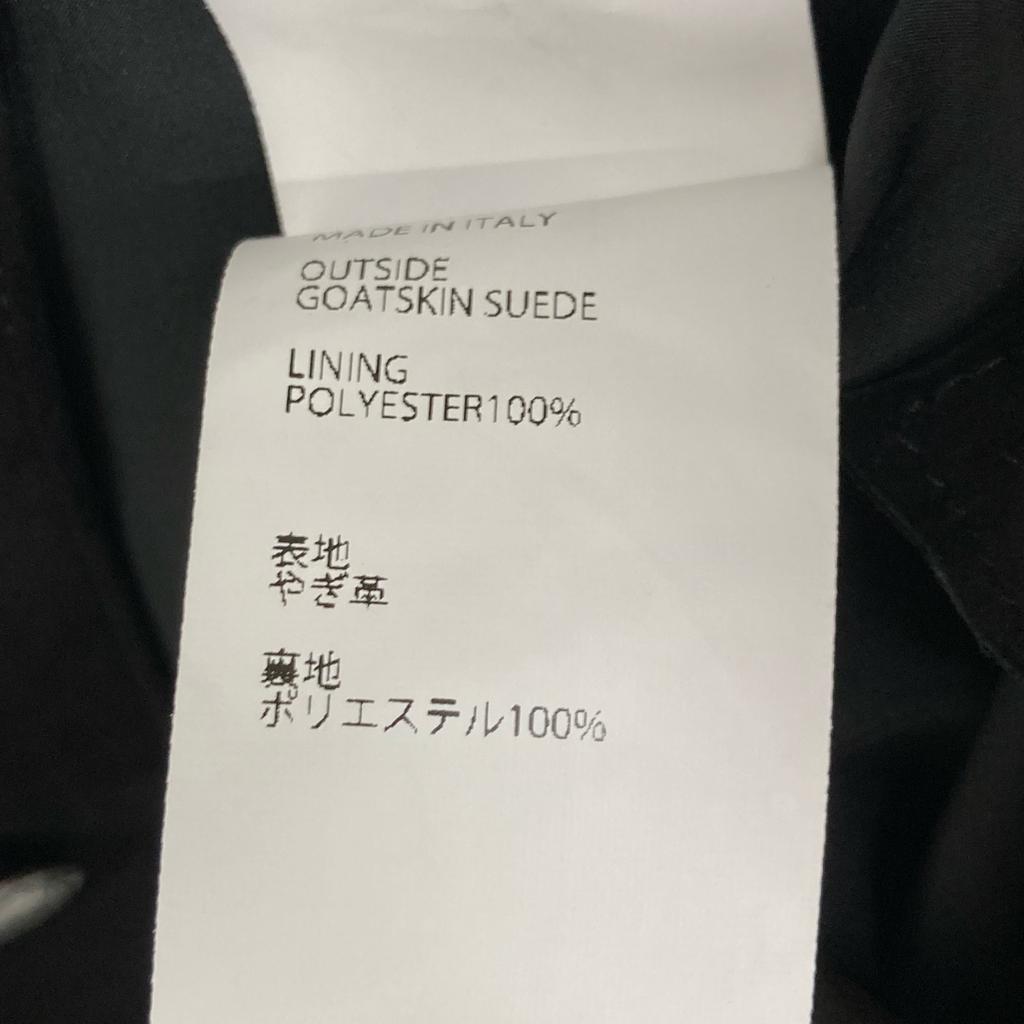 MADE IN ITALY
OUTSIDE
GOATSKIN SUEDE
LINING
POLYESTER100%
表地
やぎ革
裏地
ポリエステル100%